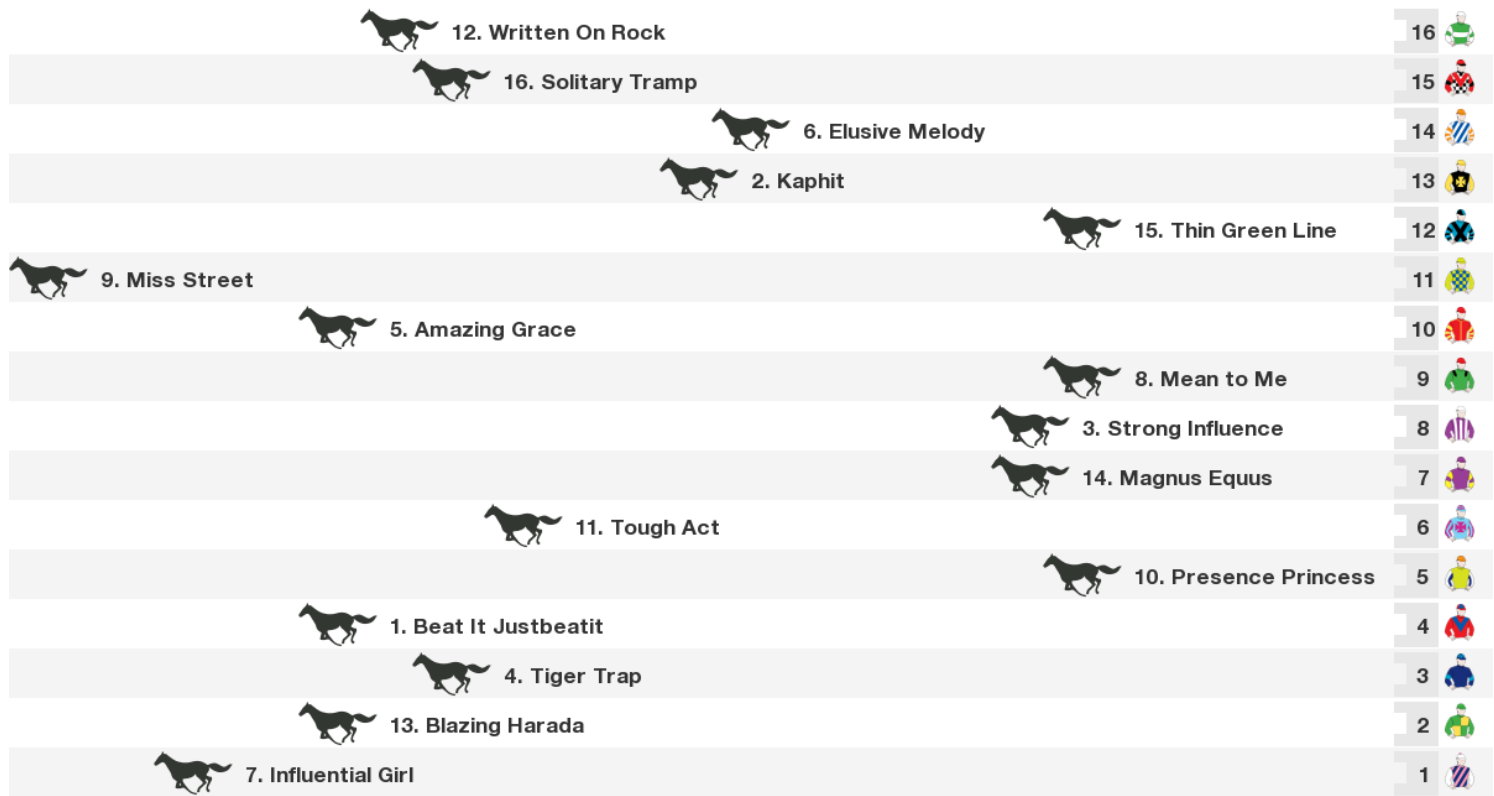 12. Written On Rock 16
16. Solitary Tramp 15
6. Elusive Melody 14
2. Kaphit 13
15. Thin Green Line 12
9. Miss Street 11
5. Amazing Grace 10
8. Mean to Me 9
3. Strong Influence 8
14. Magnus Equus 7
11. Tough Act 6
10. Presence Princess 5
1. Beat It Justbeatit 4
4. Tiger Trap 3
13. Blazing Harada 2
7. Influential Girl 1